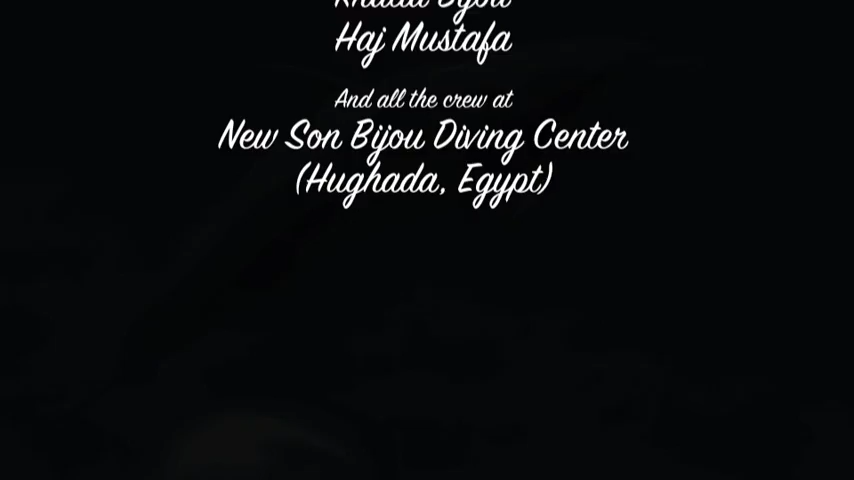 Haj Mustafa
And all the crew at
New Son Bijou Diving Center
(Hughada, Egypt)